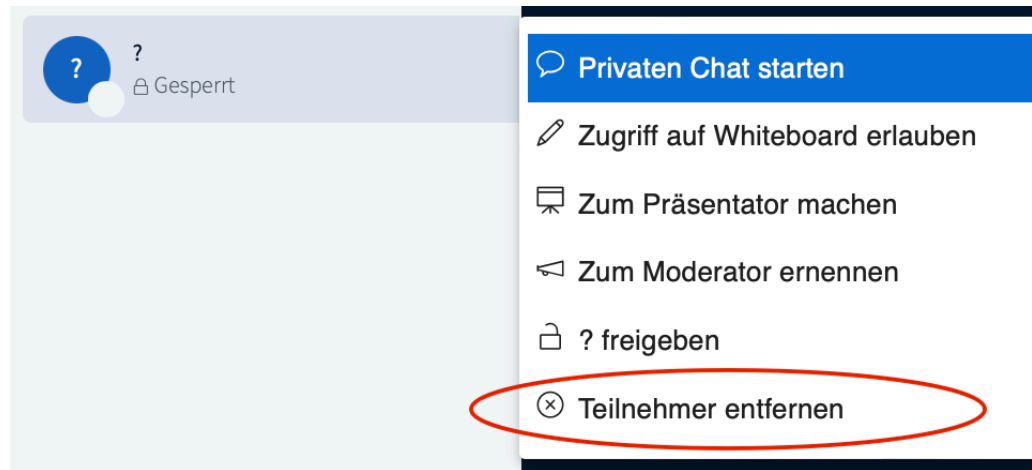 ?
?
Gesperrt
Privaten Chat starten
Zugriff auf Whiteboard erlauben
Zum Präsentator machen
Zum Moderator ernennen
? freigeben
Teilnehmer entfernen